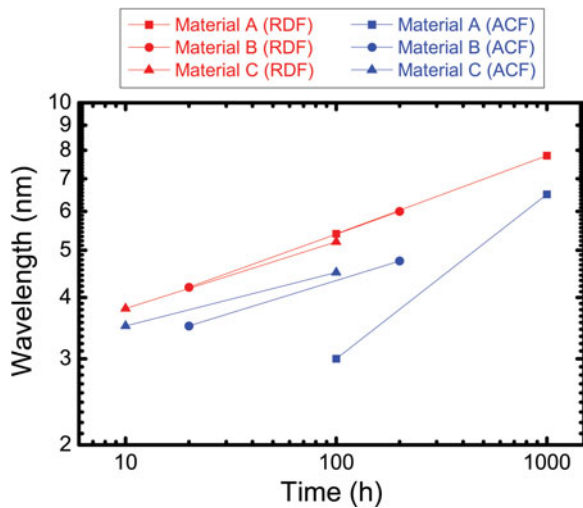 Material A (RDF) Material A (ACF)
Material B (RDF) Material B (ACF)
Material C (RDF) Material C (ACF)
10
9
8
7
6
5
4
3
2
Wavelength (nm)
10 100 1000
Time (h)